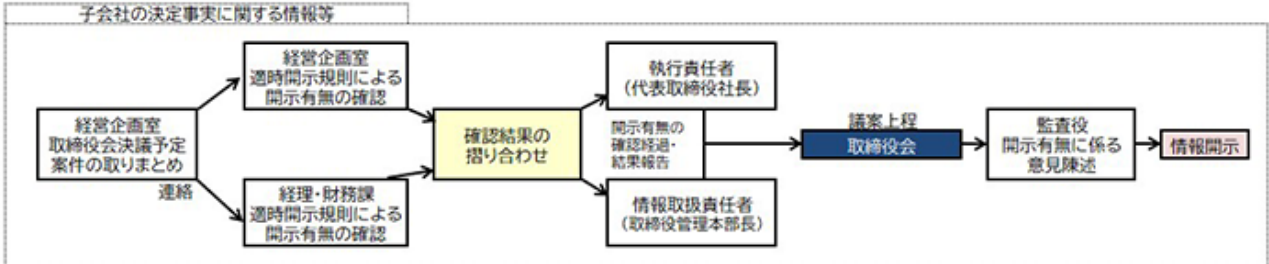 子会社の決定事実に関する情報等
経営企画室
取締役会決議予定
案件の取りまとめ
連絡
経営企画室
適時開示規則による
開示有無の確認
経理・財務課
適時開示規則による
開示有無の確認
確認結果の
摺り合わせ
執行責任者
（代表取締役社長）
開示有無の
確認経過・
結果報告
情報取扱責任者
（取締役管理本部長）
議案上程
取締役会
監査役
開示有無に係る
意見陳述
情報開示